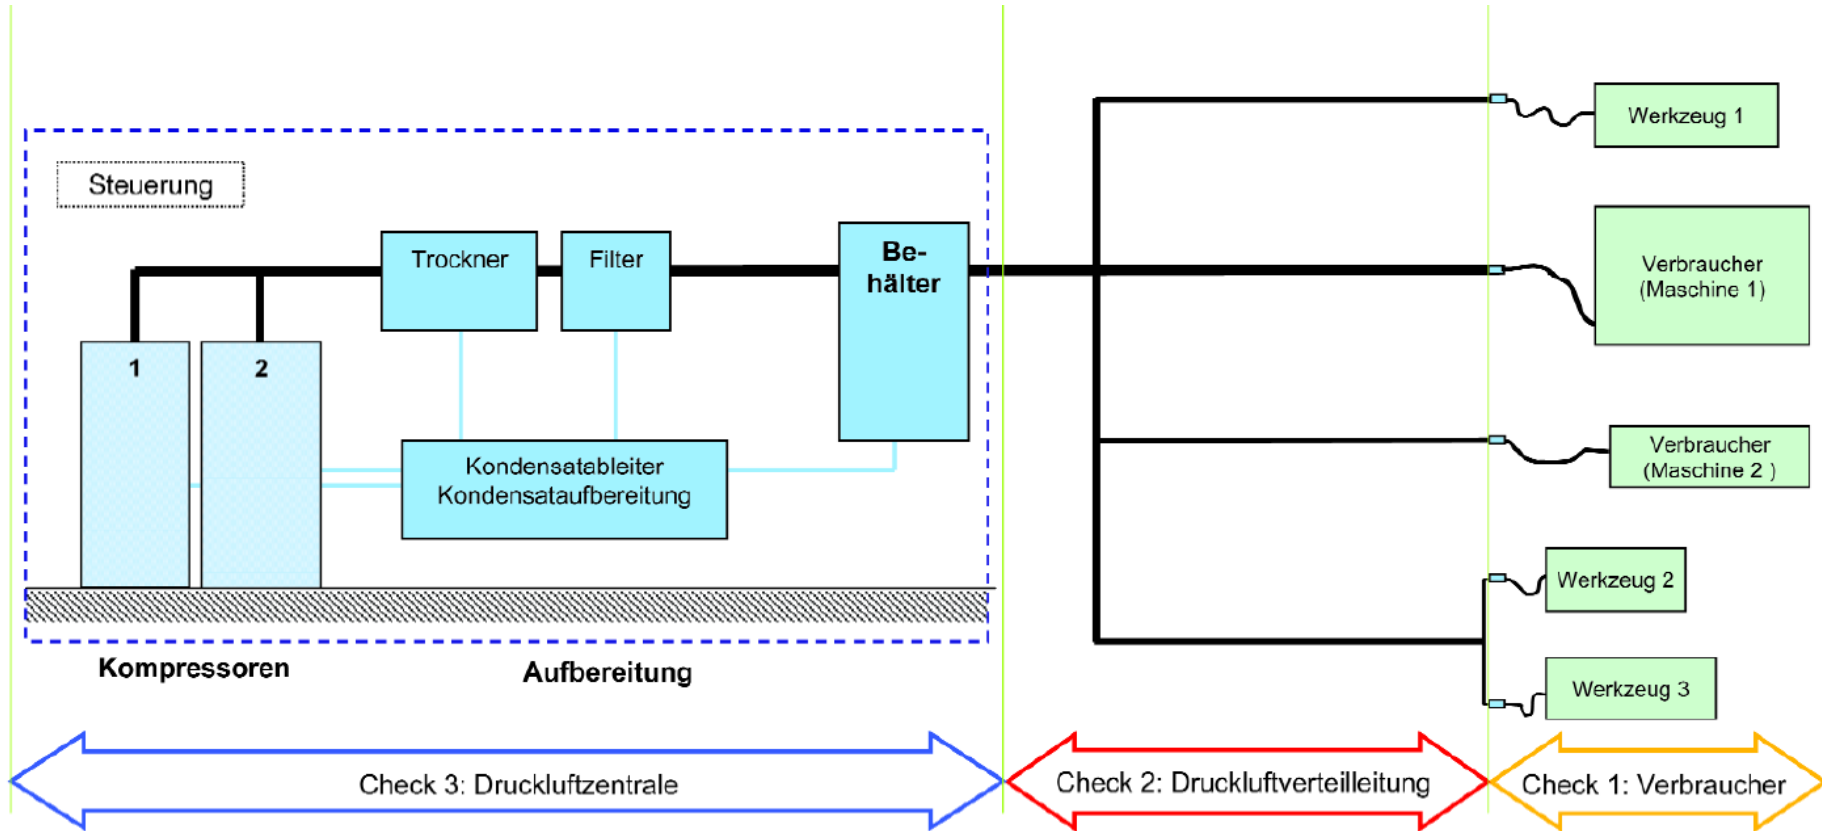 Steuerung
Trockner
Filter
Be-
hälter
1
2
Kondensatableiter
Kondensataufbereitung
Kompressoren
Aufbereitung
Werkzeug 1
Verbraucher
(Maschine 1)
Verbraucher
(Maschine 2 )
Werkzeug 2
Werkzeug 3
Check 3: Druckluftzentrale
Check 2: Druckluftverteilleitung
Check 1: Verbraucher